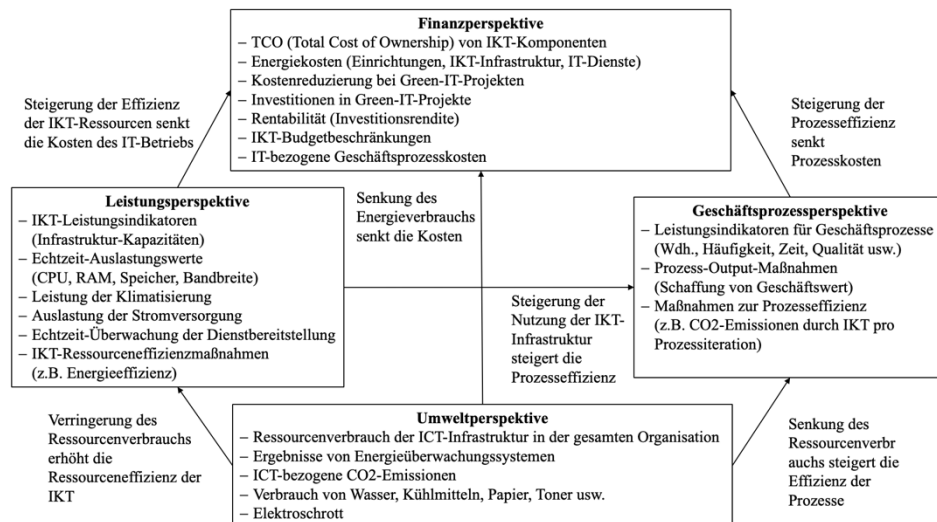 Finanzperspektive
– TCO (Total Cost of Ownership) von IKT-Komponenten
– Energiekosten (Einrichtungen, IKT-Infrastruktur, IT-Dienste)
– Kostenreduzierung bei Green-IT-Projekten
– Investitionen in Green-IT-Projekte
– Rentabilität (Investitionsrendite)
– IKT-Budgetbeschränkungen
– IT-bezogene Geschäftsprozesskosten
Steigerung der Effizienz
der IKT-Ressourcen senkt
die Kosten des IT-Betriebs
Steigerung der
Prozesseffizienz
senkt
Prozesskosten
Leistungsperspektive
– IKT-Leistungsindikatoren
(Infrastruktur-Kapazitäten)
– Echtzeit-Auslastungswerte
(CPU, RAM, Speicher, Bandbreite)
– Leistung der Klimatisierung
– Auslastung der Stromversorgung
– Echtzeit-Überwachung der Dienstbereitstellung
– IKT-Ressourceneffizienzmaßnahmen
(z.B. Energieeffizienz)
Senkung des
Energieverbrauchs
senkt die Kosten
Geschäftsprozessperspektive
– Leistungsindikatoren für Geschäftsprozesse
(Wdh., Häufigkeit, Zeit, Qualität usw.)
– Prozess-Output-Maßnahmen
(Schaffung von Geschäftswert)
– Maßnahmen zur Prozesseffizienz
(z.B. CO2-Emissionen durch IKT pro
Prozessiteration)
Steigerung der
Nutzung der IKT-
Infrastruktur
steigert die
Prozesseffizienz
Verringerung des
Ressourcenverbrauchs
erhöht die
Ressourceneffizienz der
IKT
Umweltperspektive
– Ressourcenverbrauch der ICT-Infrastruktur in der gesamten Organisation
– Ergebnisse von Energieüberwachungssystemen
– ICT-bezogene CO2-Emissionen
– Verbrauch von Wasser, Kühlmitteln, Papier, Toner usw.
– Elektroschrott
Senkung des
Ressourcenverbr
auchs steigert die
Effizienz der
Prozesse